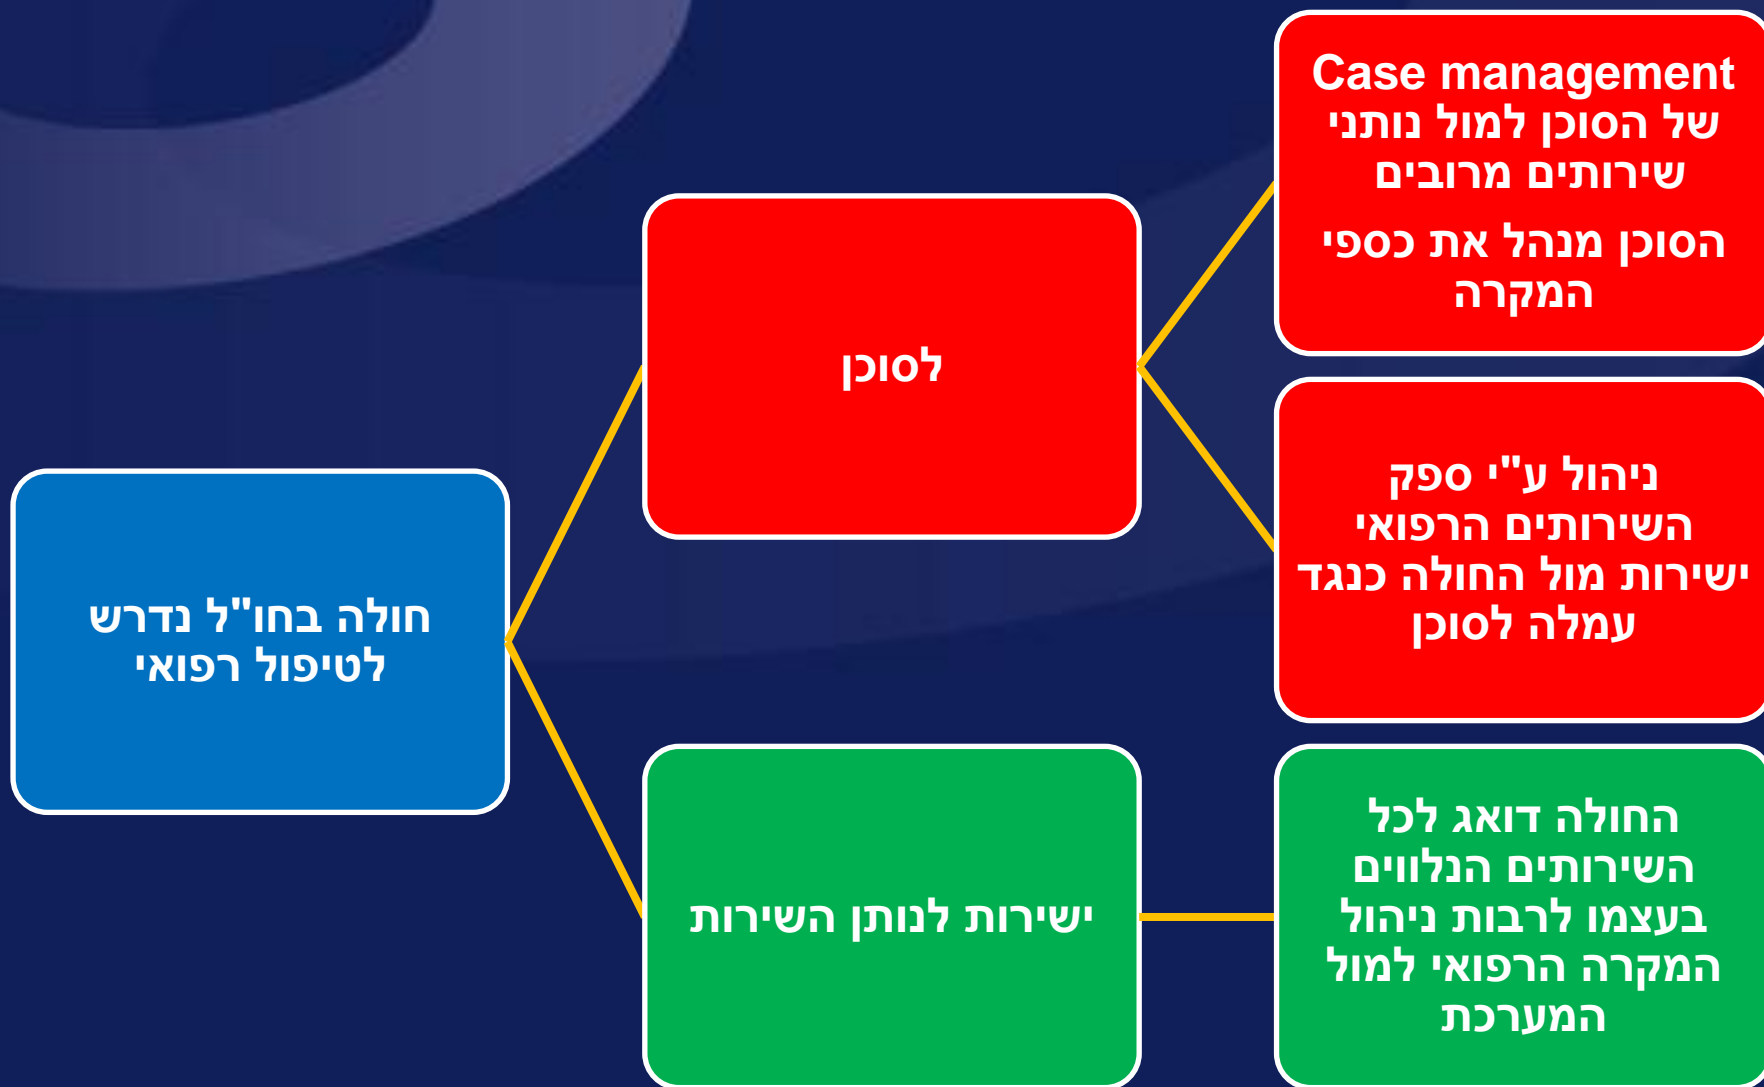 חולה בחו"ל נדרש
לטיפול רפואי
לסוכן
Case management
של הסוכן למול נותני
שירותים מרובים
הסוכן מנהל את כספי
המקרה
ניהול ע"י ספק
השירותים הרפואי
ישירות מול החולה כנגד
עמלה לסוכן
ישירות לנותן השירות
החולה דואג לכל
השירותים הנלווים
בעצמו לרבות ניהול
המקרה הרפואי למול
המערכת